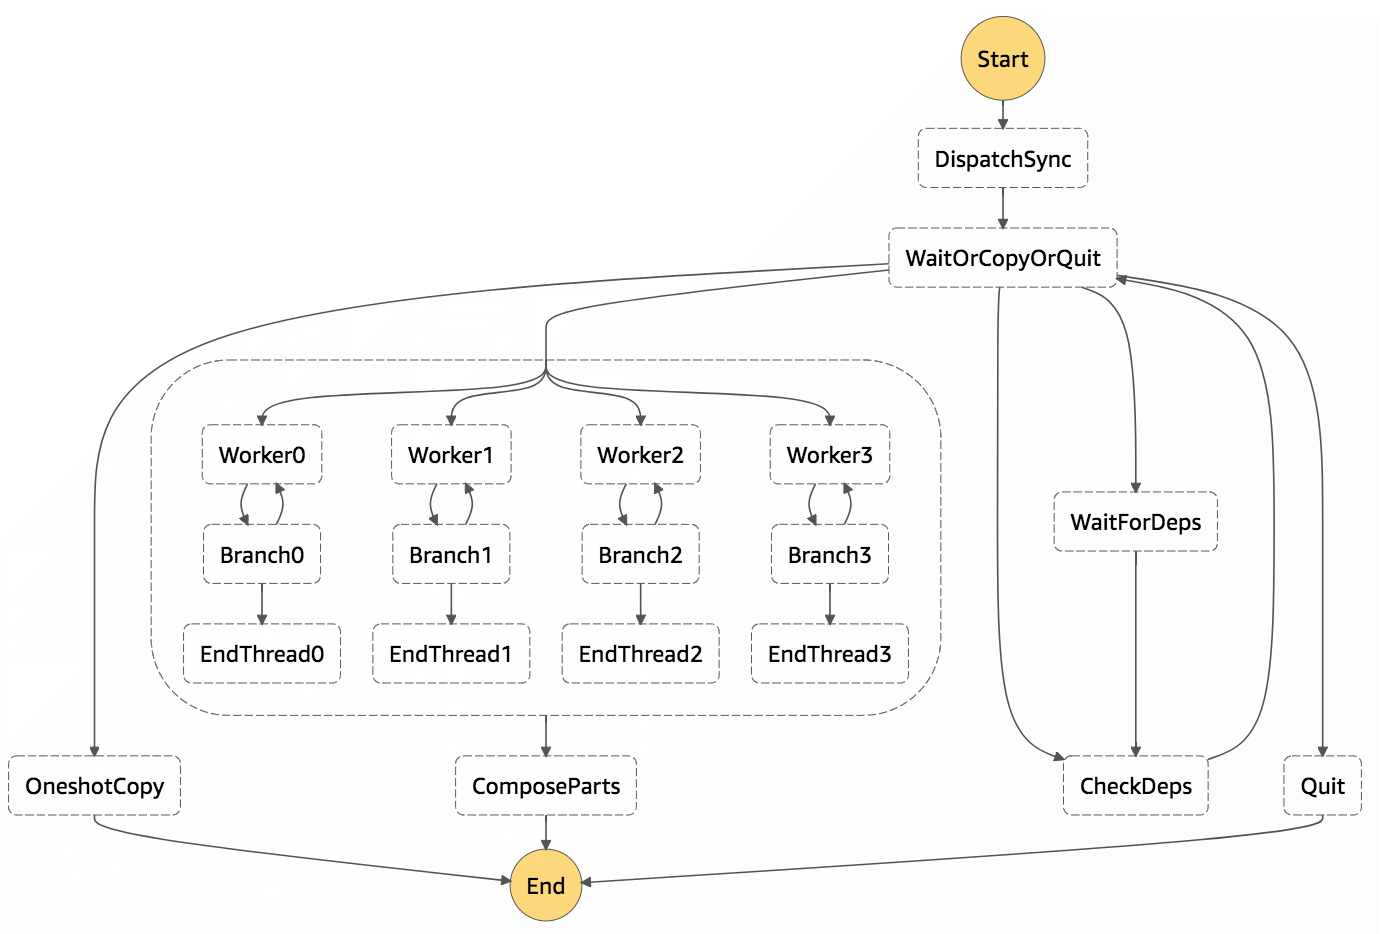 Start
DispatchSync
WaitOrCopyOrQuit
Worker0
Worker1
Worker2
Worker3
WaitForDeps
Branch0
Branch1
Branch2
Branch3
EndThread0
EndThread1
EndThread2
EndThread3
OneshotCopy
ComposeParts
CheckDeps
Quit
End